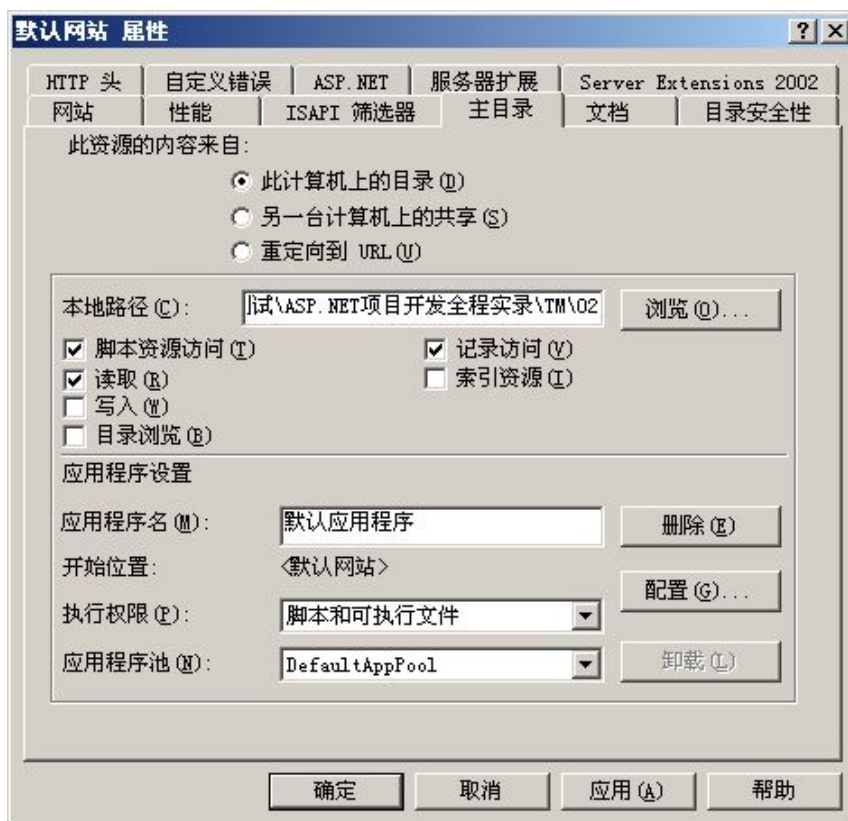 默认网站 属性
HTTP 头 自定义错误 ASP.NET 服务器扩展 Server Extensions 2002
网站 性能 ISAPI 筛选器 主目录 文档 目录安全性
此资源的内容来自:
此计算机上的目录(D)
另一台计算机上的共享(S)
重定向到 URL(U)
本地路径(C): 试\ASP.NET项目开发全程实录\TM\02 浏览(O)...
脚本资源访问(T) 记录访问(V)
读取(R) 索引资源(I)
写入(W)
目录浏览(B)
应用程序设置
应用程序名(M): 默认应用程序 删除(E)
开始位置: <默认网站>
配置(G)...
执行权限(P): 脚本和可执行文件
应用程序池(N): DefaultAppPool 卸载(L)
确定 取消 应用(A) 帮助